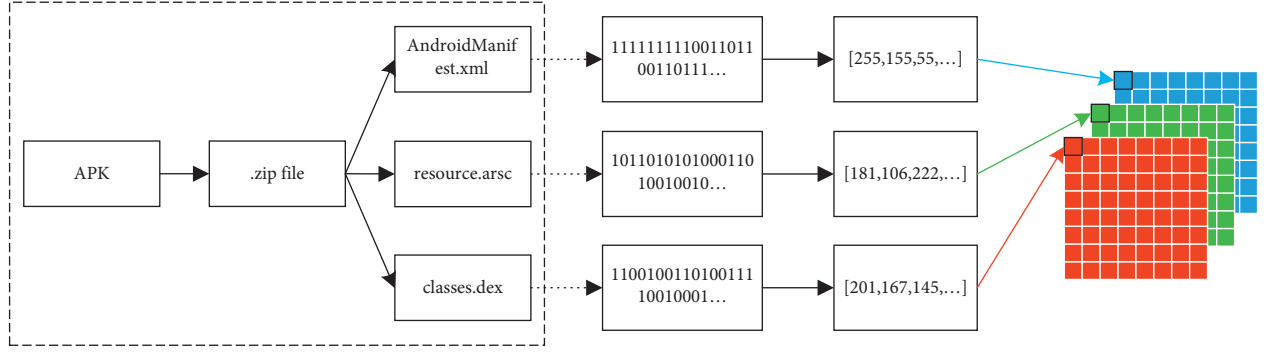 APK
.zip file
AndroidManif
est.xml
resource.arsc
classes.dex
1111111110011011
00110111...
1011010101000110
10010010...
1100100110100111
10010001...
[255,155,55,...]
[181,106,222,...]
[201,167,145,...]